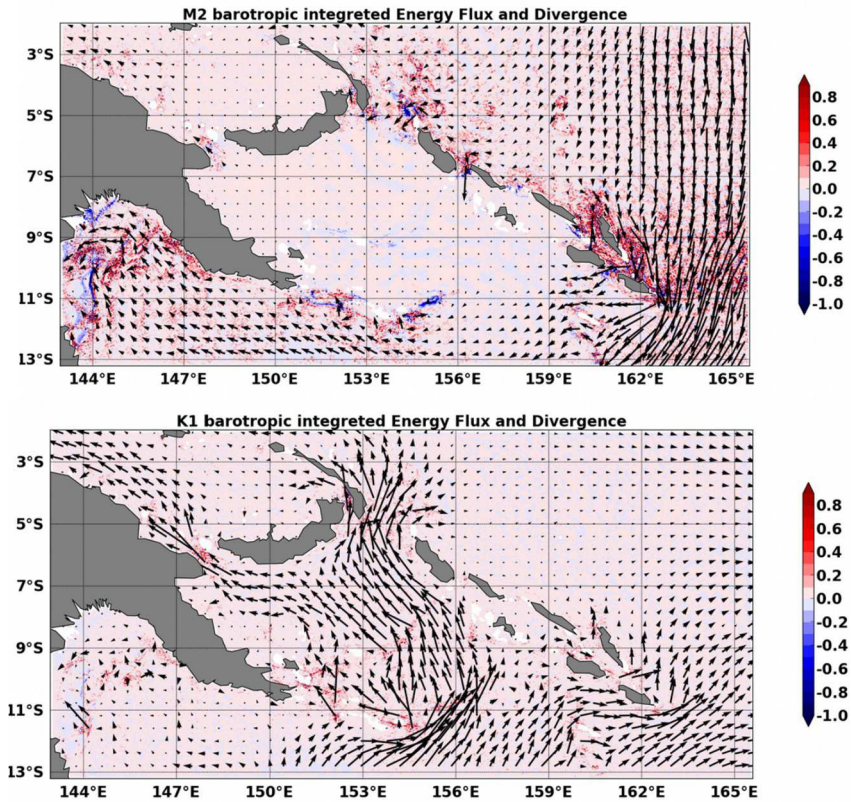 M2 barotropic integreted Energy Flux and Divergence
3°S
5°S
7°S
9°S
11°S
13°S
144°E 147°E 150°E 153°E 156°E 159°E 162°E 165°E
0.8
0.6
0.4
0.2
0.0
-0.2
-0.4
-0.6
-0.8
-1.0
K1 barotropic integreted Energy Flux and Divergence
3°S
5°S
7°S
9°S
11°S
13°S
144°E 147°E 150°E 153°E 156°E 159°E 162°E 165°E
0.8
0.6
0.4
0.2
0.0
-0.2
-0.4
-0.6
-0.8
-1.0